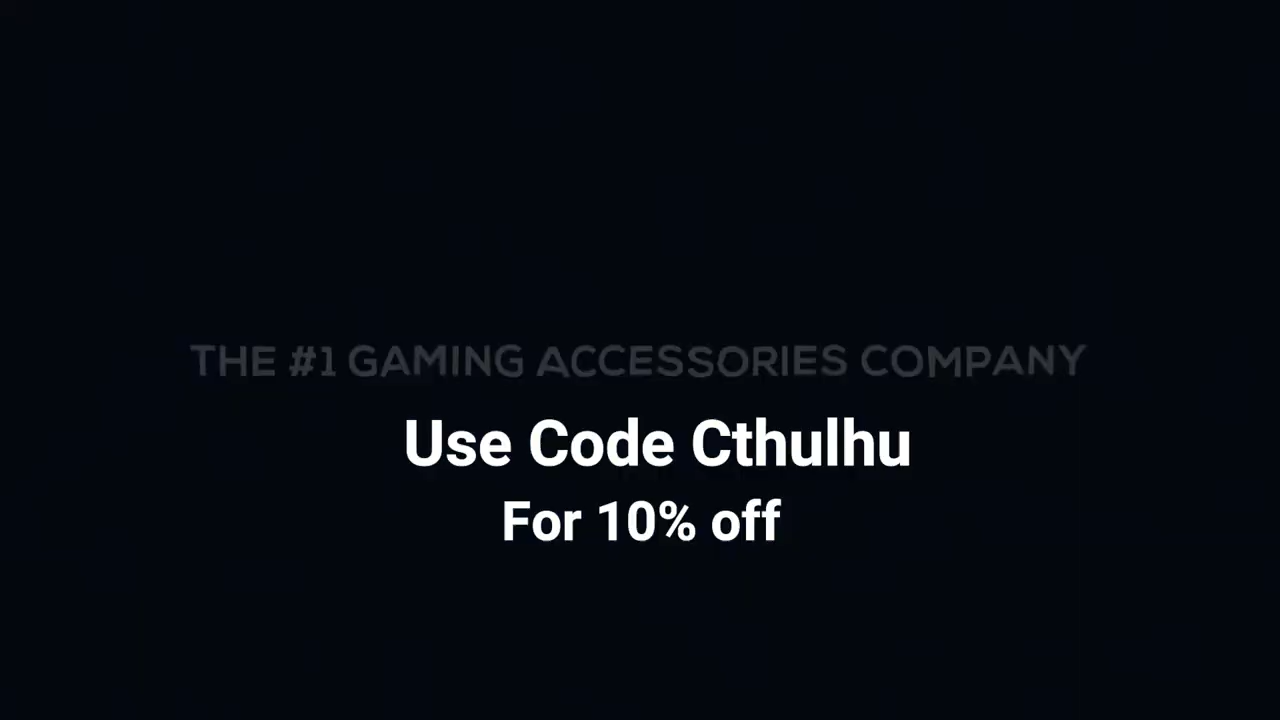 THE #1 GAMING ACCESSORIES COMPANY
Use Code Cthulhu
For 10% off